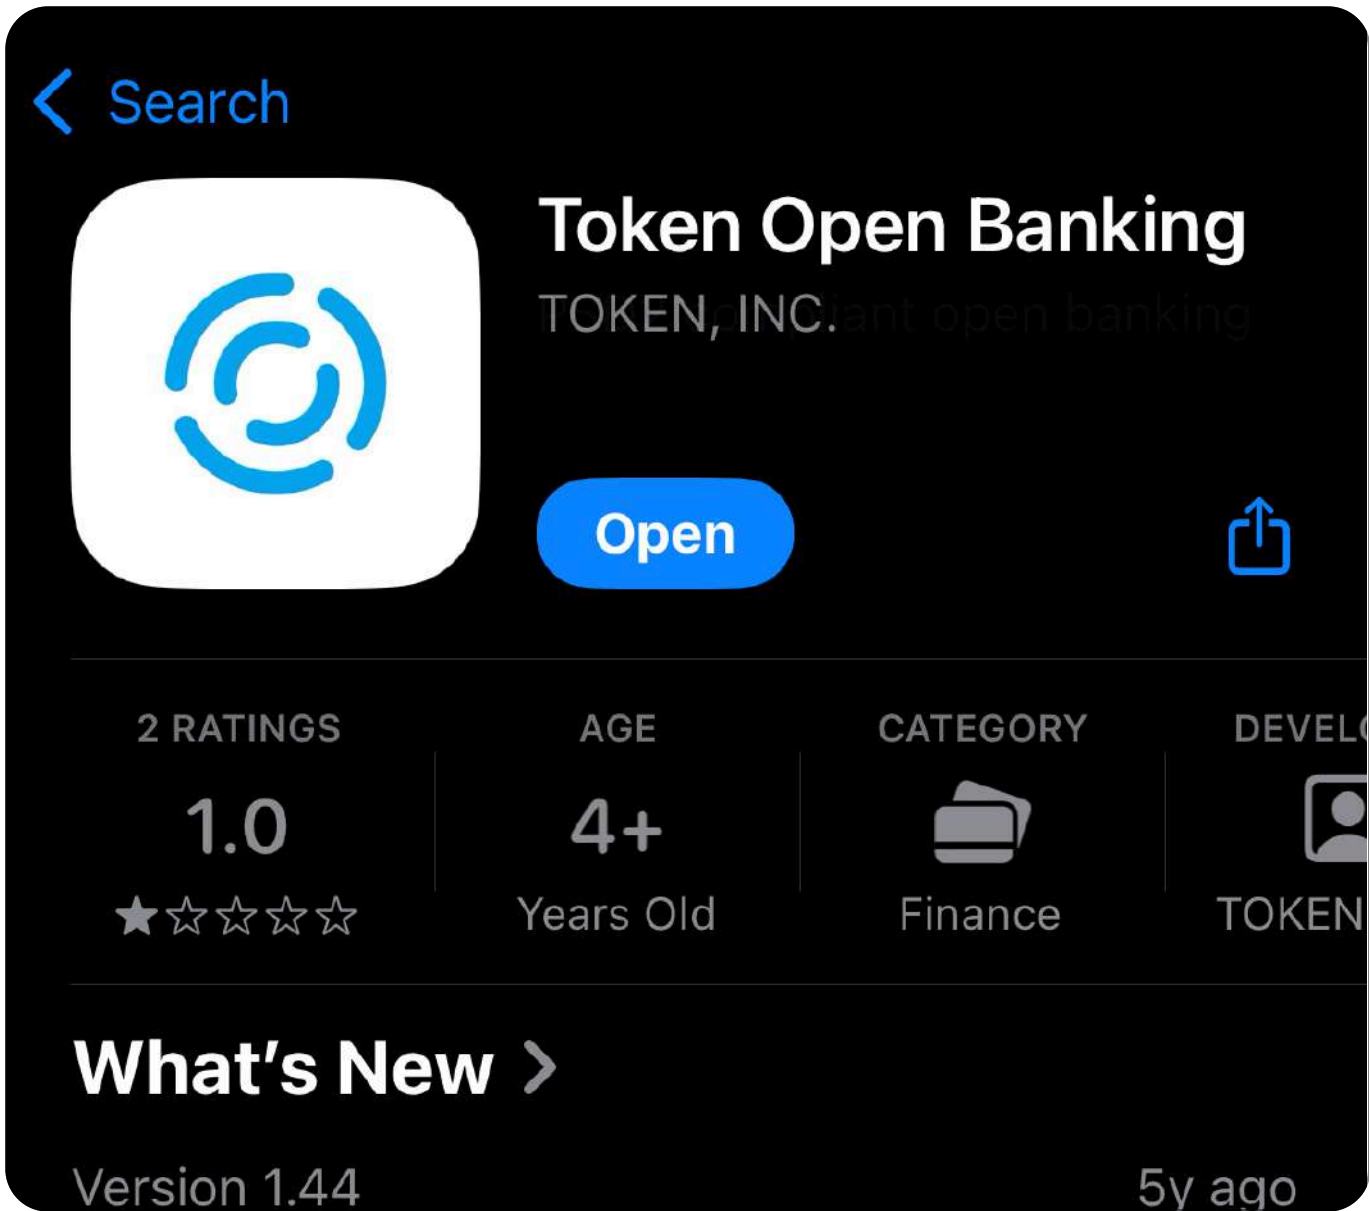 Search
Token Open Banking
TOKEN, INC.
Open
2 RATINGS
1.0
AGE
4+
Years Old
CATEGORY
Finance
DEVELO
TOKEN
What's New
Version 1.44
5y ago